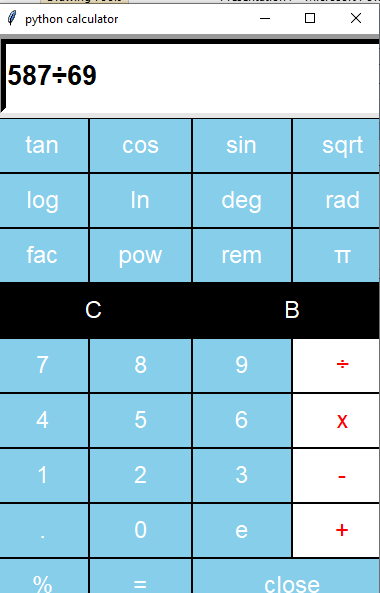 python calculator
587÷69
tan cos sin sqrt
log ln deg rad
fac pow rem π
C B
7 8 9 ÷
4 5 6 x
1 2 3 -
. 0 e +
% = close